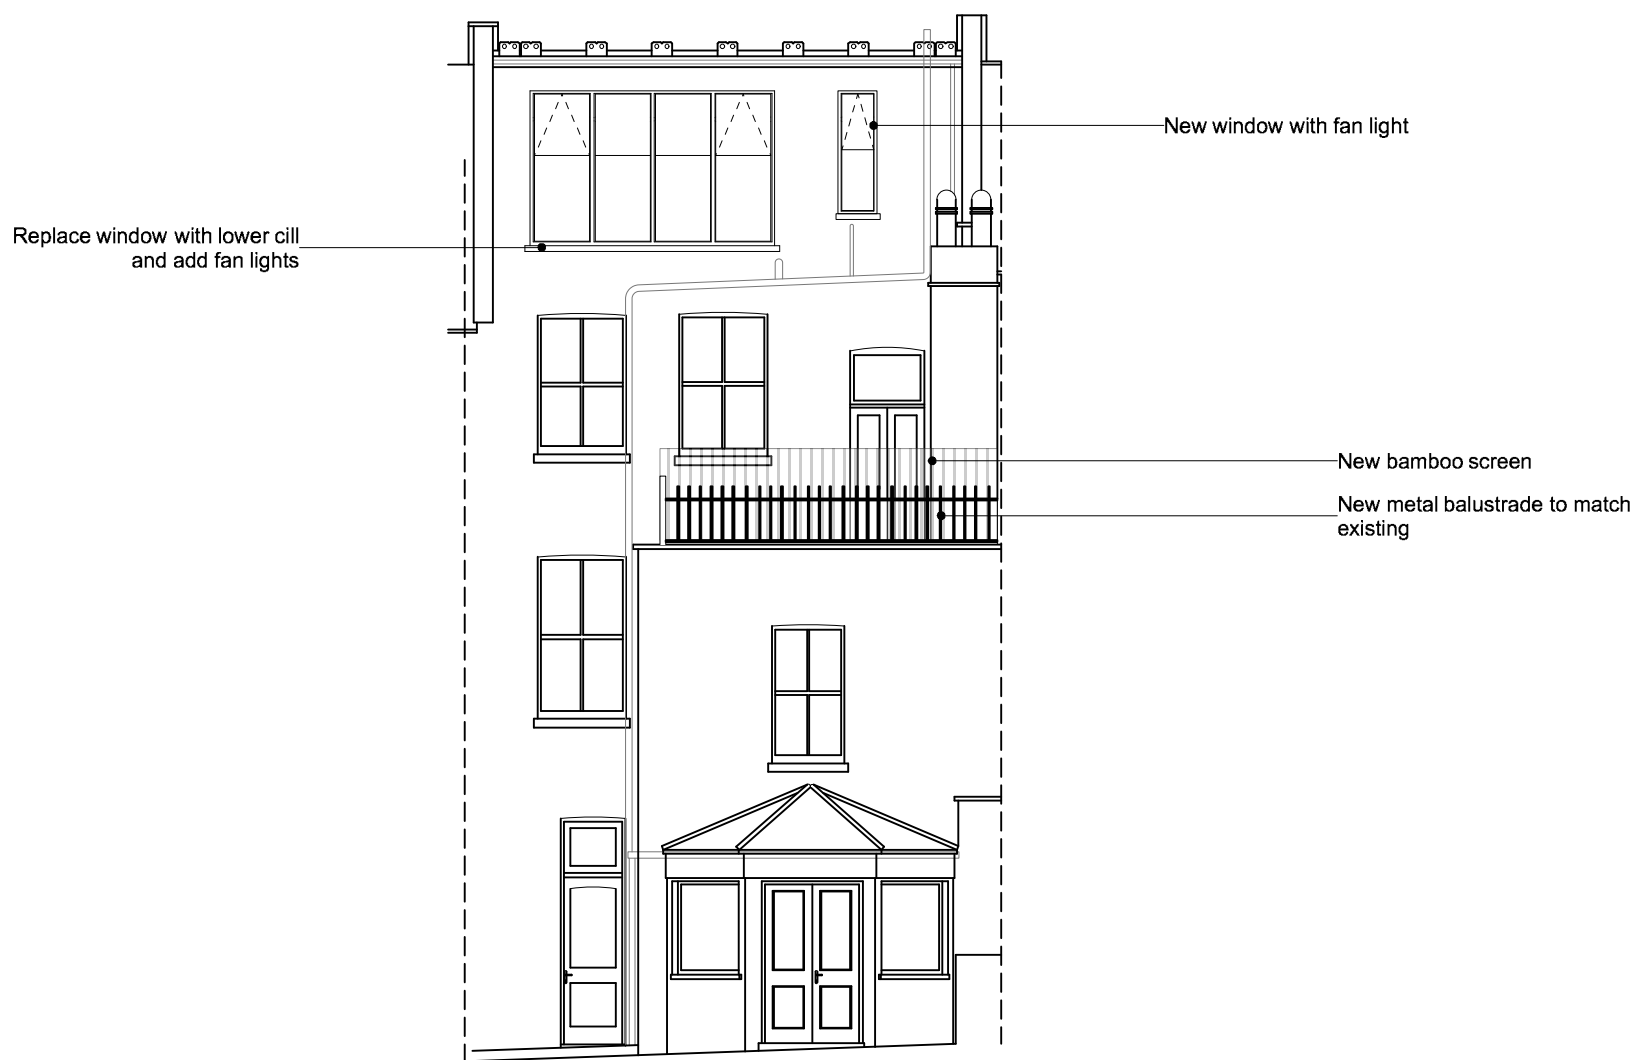 New window with fan light
Replace window with lower cill
and add fan lights
New bamboo screen
New metal balustrade to match
existing